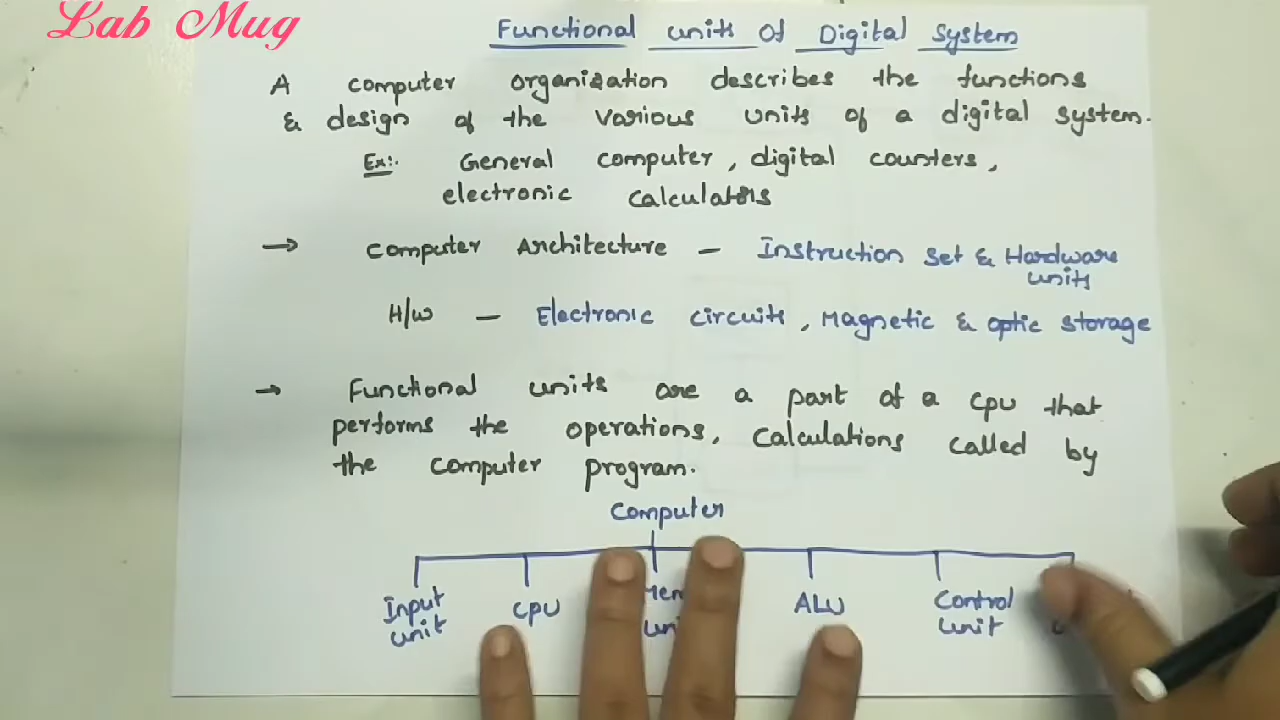 Lab Mug
Functional units of Digital System
A computer organization describes the functions
& design of the various units of a digital system.
Ex:. General computer, digital counters,
electronic calculators
→ Computer Architecture - Instruction set & Hardware
units
H/W - Electronic circuits, Magnetic & optic storage
→ Functional units are a part of a CPU that
performs the operations, calculations called by
the computer program.
Computer
Input unit
CPU
ALU
Control unit